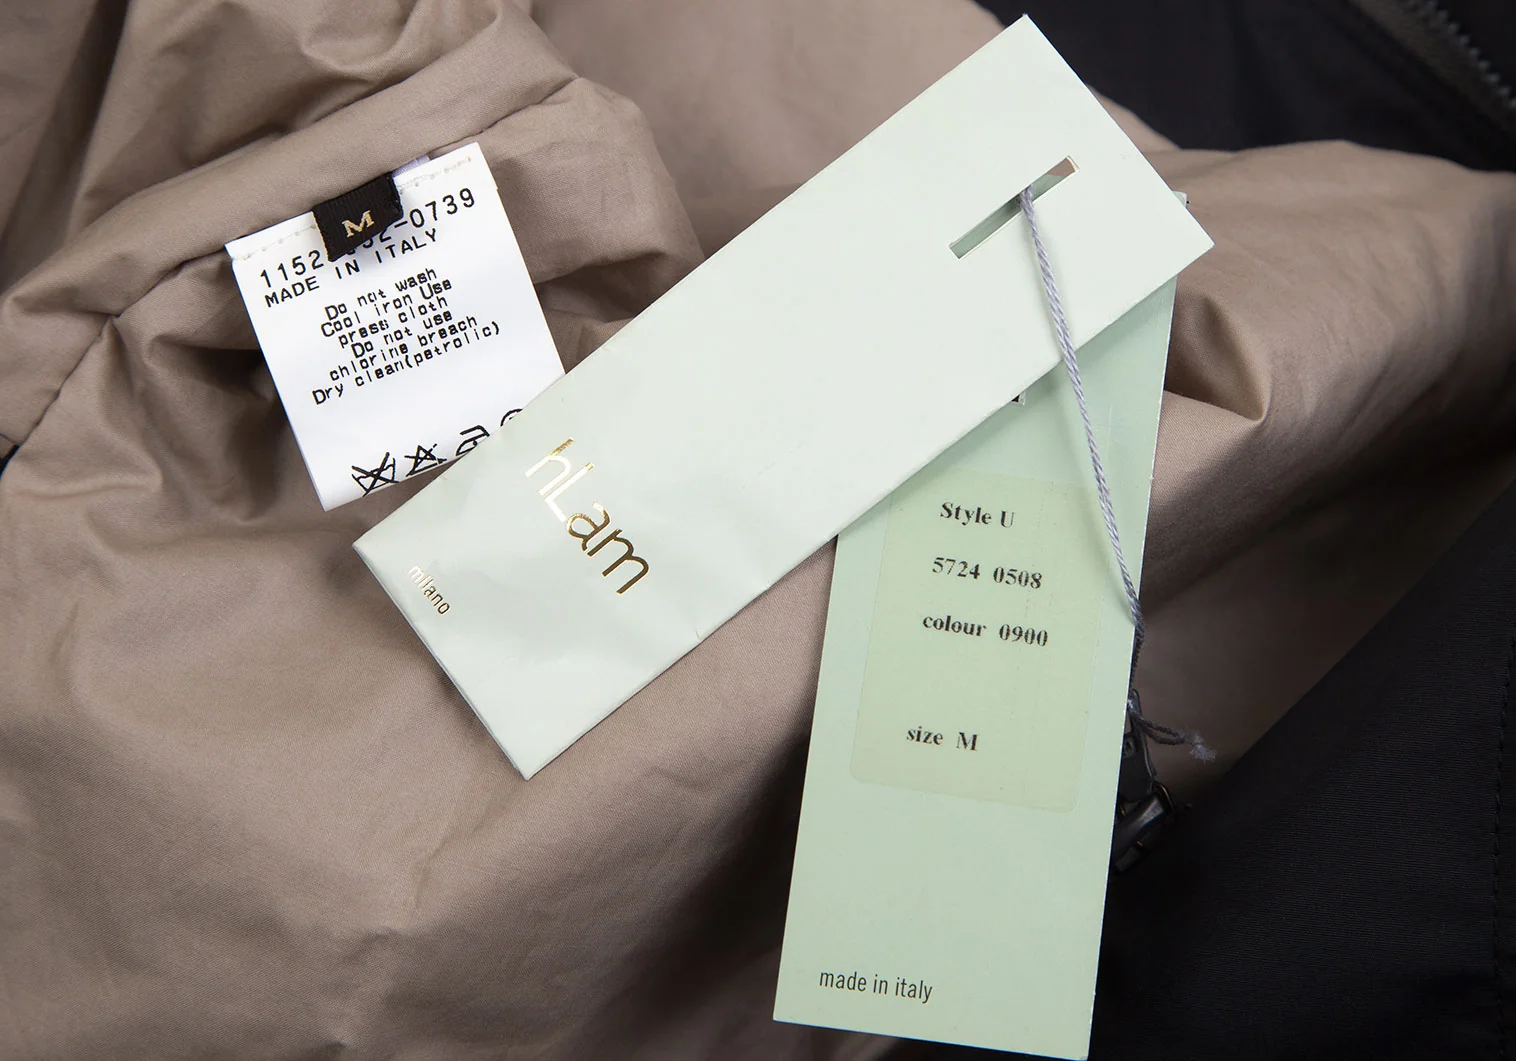 M
1152 52-0739
MADE IN ITALY
Do not wash
Cool iron Use
press cloth
Do not use
chlorine breach
Dry clean(petrolic)
hLam
milano
Style U
5724 0508
colour 0900
size M
made in italy